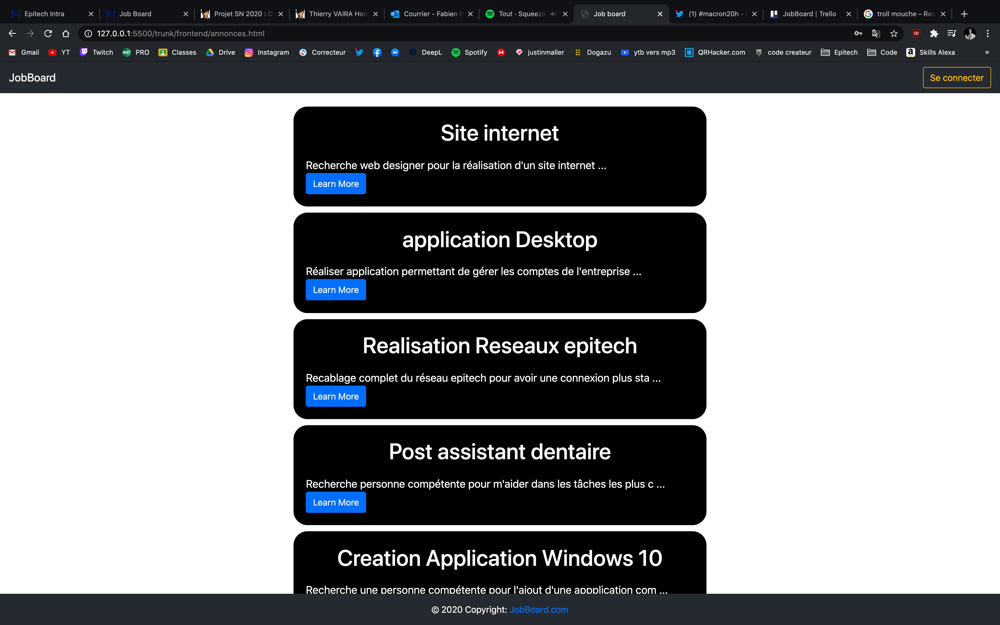 Epitech Intra
Job Board
Projet SN 2020 : D
Thierry VAIRA Hom
Courrier - Fabien B
Tout · Squeezie
Job board
(1) #macron20h -
JobBoard | Trello
troll mouche – Rec
127.0.0.1:5500/trunk/frontend/annonces.html
Gmail
YT
Twitch
NOT
PRO
Classes
Drive
Instagram
Correcteur
DeepL
Spotify
M
justinmaller
Dogazu
ytb vers mp3
QRHacker.com
EPIC
code createur
Epitech
Code
a
Skills Alexa
»
JobBoard
Se connecter
Site internet
Recherche web designer pour la réalisation d'un site internet ...
Learn More
application Desktop
Réaliser application permettant de gérer les comptes de l'entreprise ...
Learn More
Realisation Reseaux epitech
Recablage complet du réseau epitech pour avoir une connexion plus sta ...
Learn More
Post assistant dentaire
Recherche personne compétente pour m'aider dans les tâches les plus c ...
Learn More
Creation Application Windows 10
Recherche une personne compétente pour l'ajout d'une appplication com ...
© 2020 Copyright: JobBoard.com